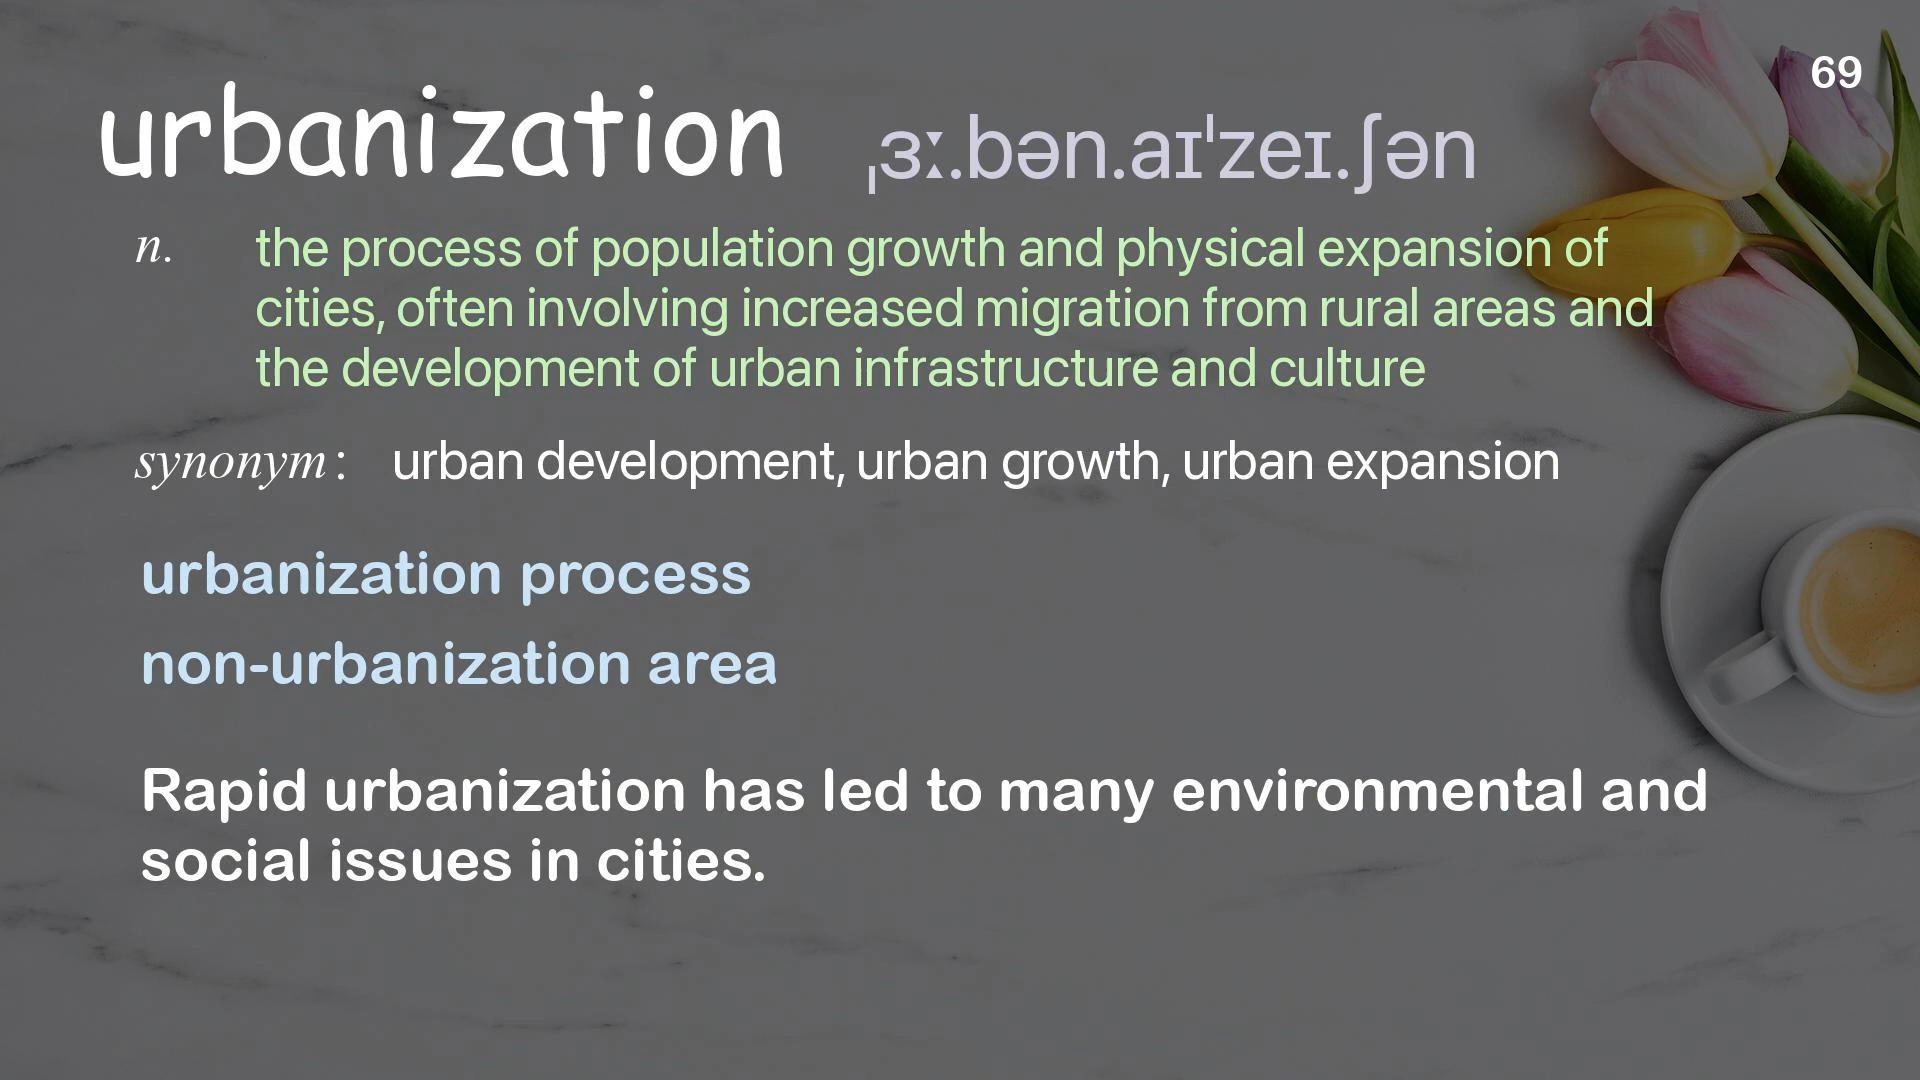 69
urbanization ˌɜː.bən.aɪˈzeɪ.ʃən
n. the process of population growth and physical expansion of
cities, often involving increased migration from rural areas and
the development of urban infrastructure and culture
synonym: urban development, urban growth, urban expansion
urbanization process
non-urbanization area
Rapid urbanization has led to many environmental and
social issues in cities.